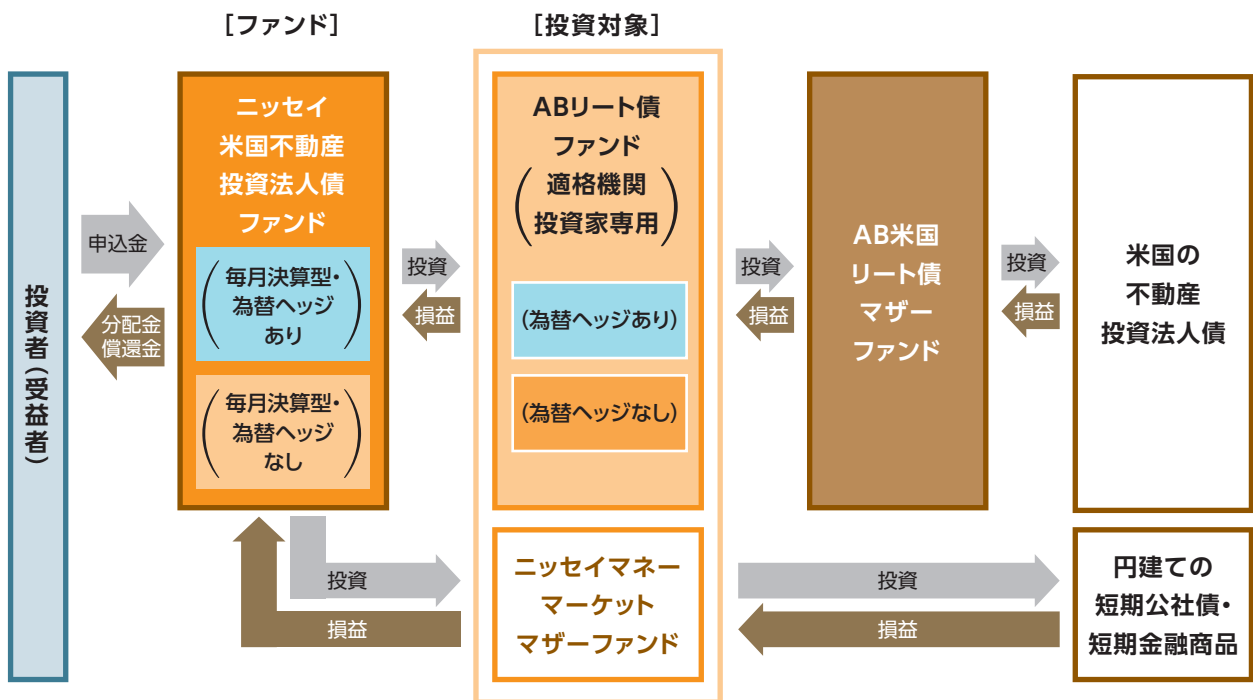 [ファンド]
[投資対象]
投資者(受益者)
申込金
分配金
償還金
ニッセイ
米国不動産
投資法人債
ファンド
(毎月決算型・
為替ヘッジ
あり)
(毎月決算型・
為替ヘッジ
なし)
投資
損益
ABリート債
ファンド
(適格機関
投資家専用)
(為替ヘッジあり)
(為替ヘッジなし)
投資
損益
AB米国
リート債
マザー
ファンド
投資
損益
米国の
不動産
投資法人債
投資
損益
ニッセイマネー
マーケット
マザーファンド
投資
損益
円建ての
短期公社債・
短期金融商品